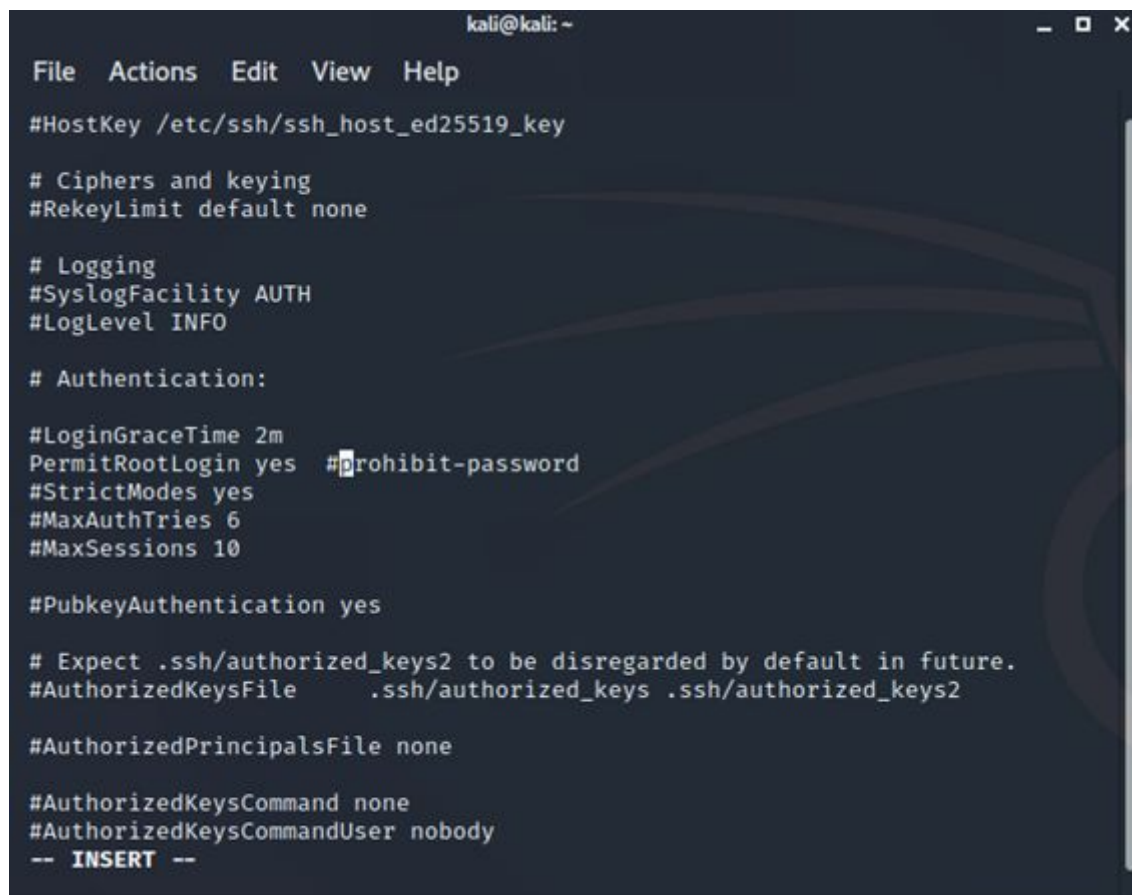 kali@kali: ~
File Actions Edit View Help
#HostKey /etc/ssh/ssh_host_ed25519_key
# Ciphers and keying
#RekeyLimit default none
# Logging
#SyslogFacility AUTH
#LogLevel INFO
# Authentication:
#LoginGraceTime 2m
PermitRootLogin yes  #prohibit-password
#StrictModes yes
#MaxAuthTries 6
#MaxSessions 10
#PubkeyAuthentication yes
# Expect .ssh/authorized_keys2 to be disregarded by default in future.
#AuthorizedKeysFile     .ssh/authorized_keys .ssh/authorized_keys2
#AuthorizedPrincipalsFile none
#AuthorizedKeysCommand none
#AuthorizedKeysCommandUser nobody
-- INSERT --